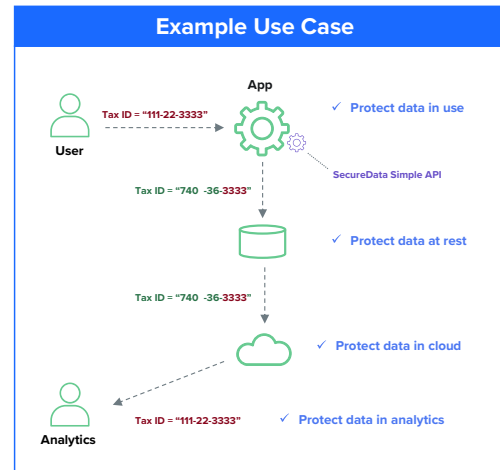 Example Use Case
App
Tax ID = “111-22-3333”
✓ Protect data in use
User
SecureData Simple API
Tax ID = “740 -36-3333”
✓ Protect data at rest
Tax ID = “740 -36-3333”
✓ Protect data in cloud
Tax ID = “111-22-3333”
✓ Protect data in analytics
Analytics